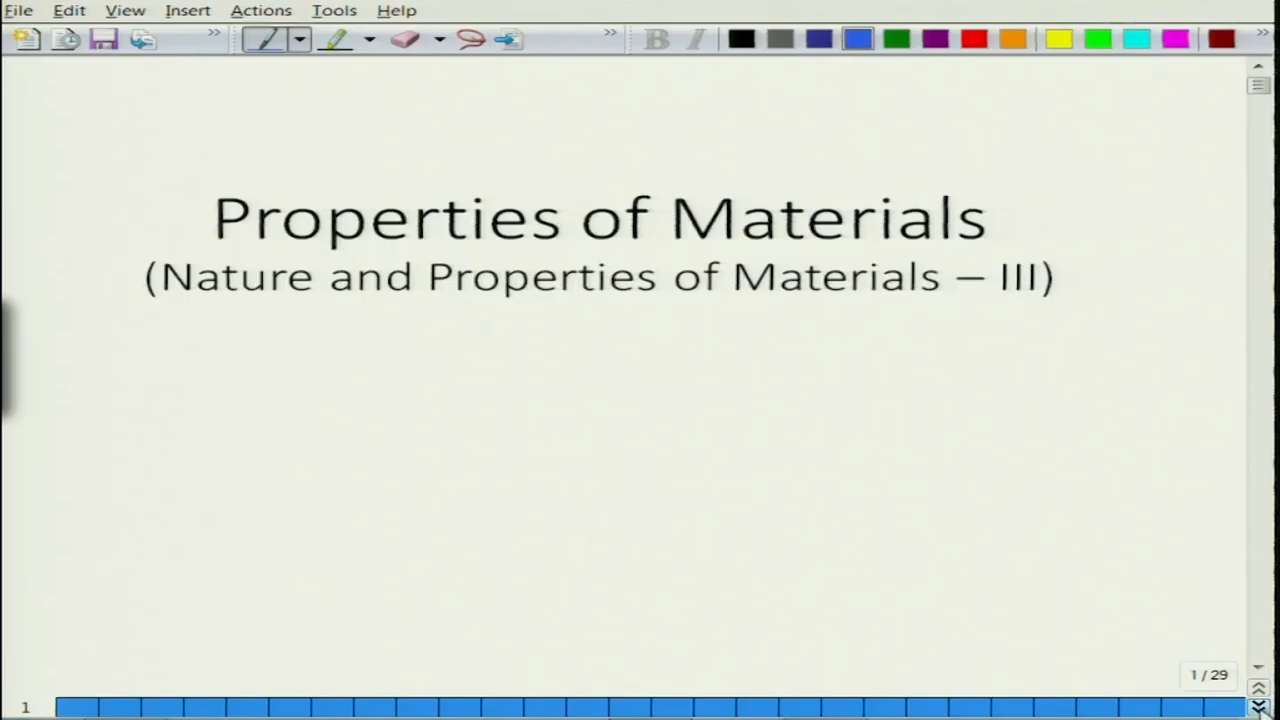 File Edit View Insert Actions Tools Help
B I
Properties of Materials
(Nature and Properties of Materials – III)
1 / 29
1